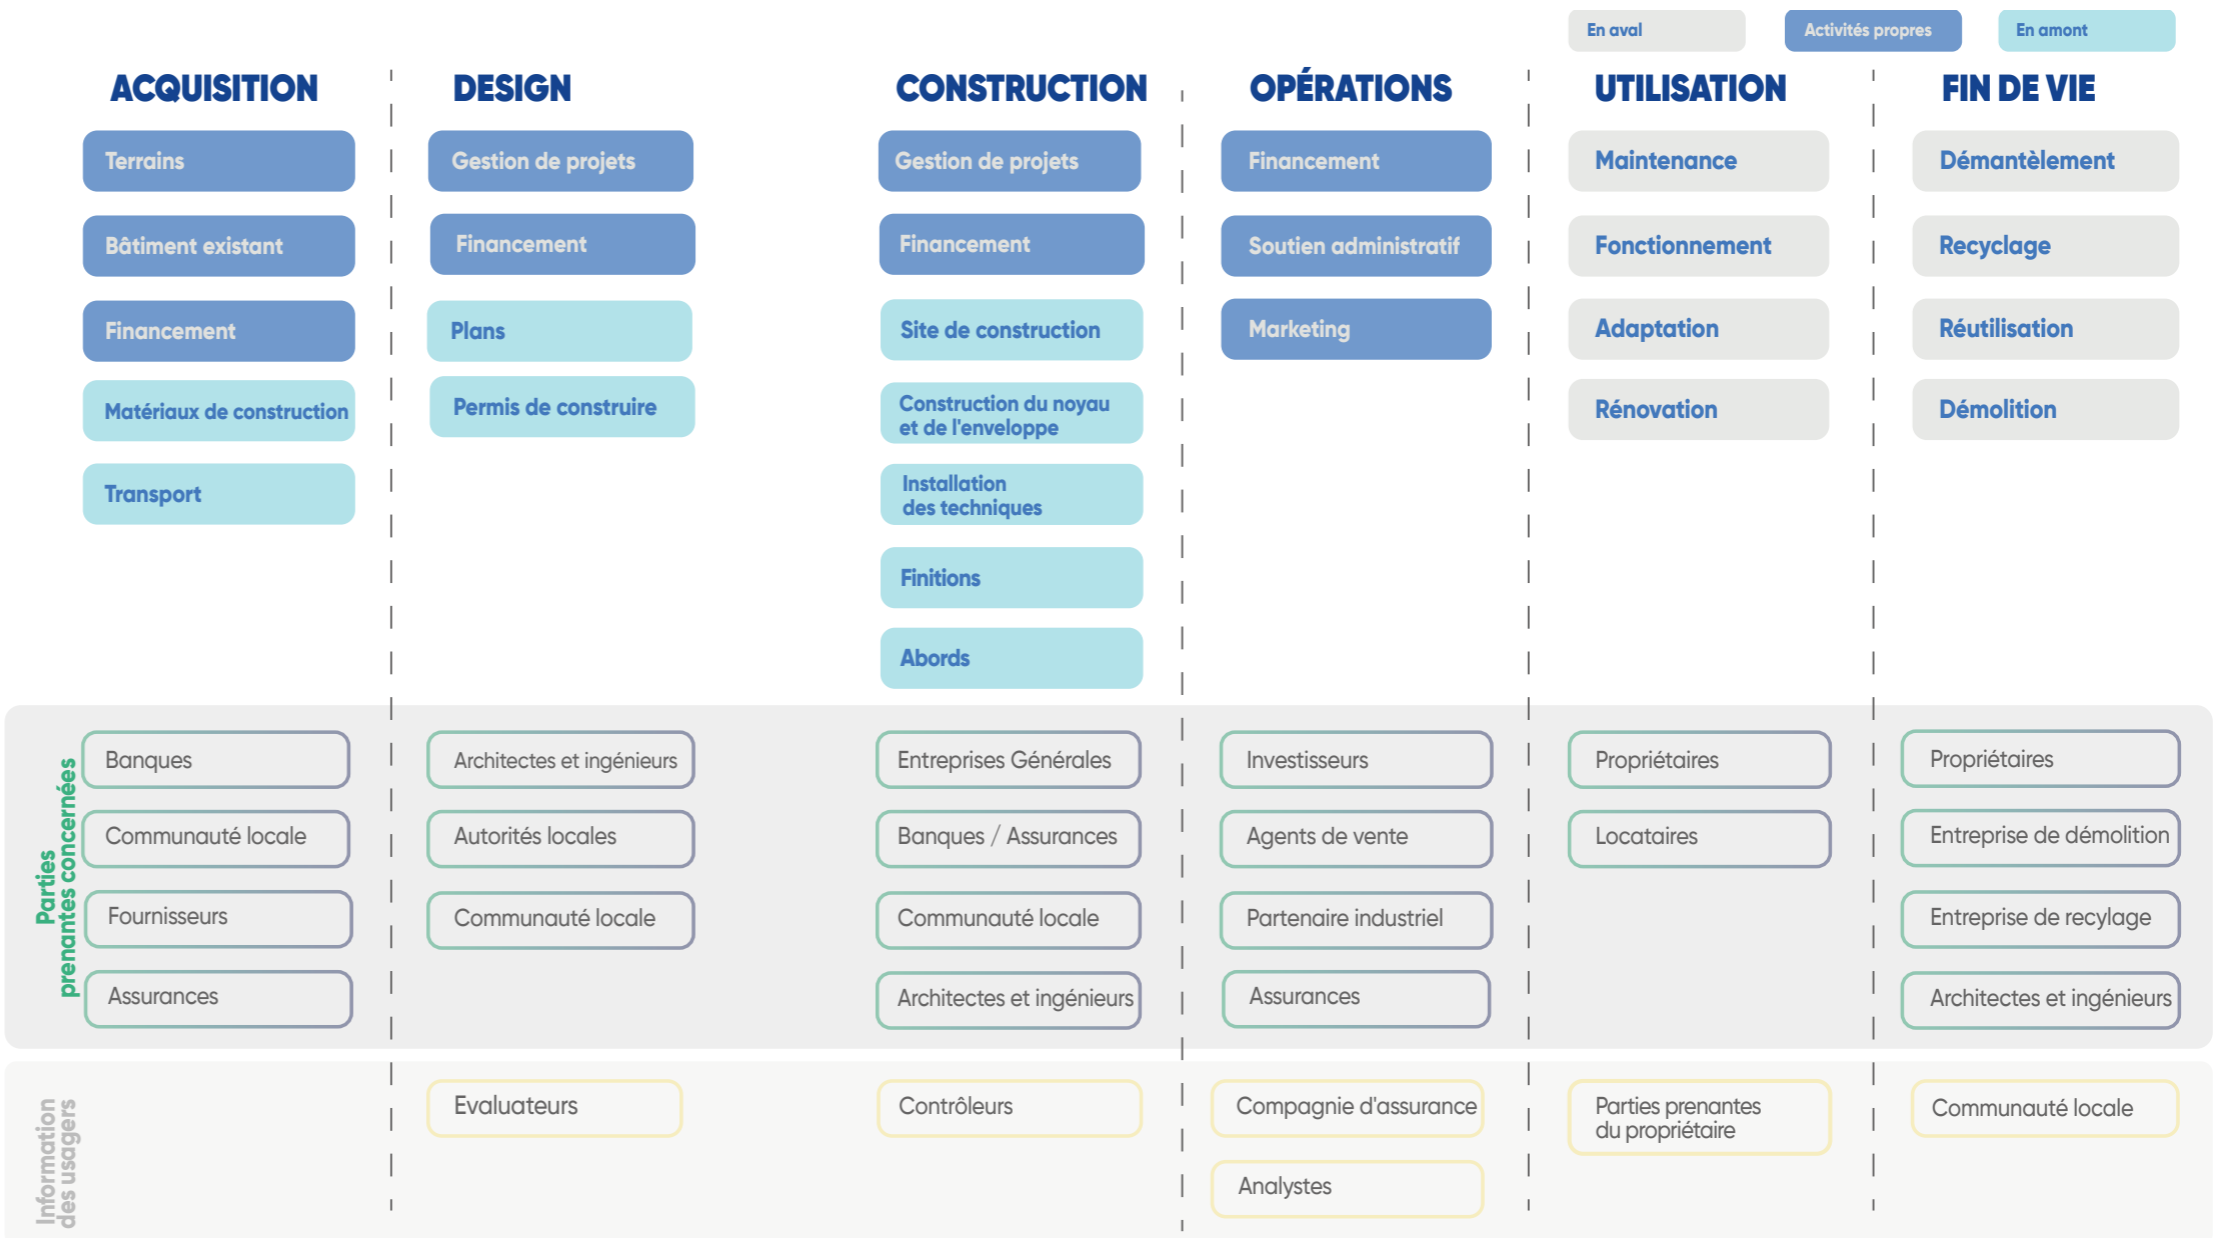 En aval
Activités propres
En amont
ACQUISITION
Terrains
Bâtiment existant
Financement
Matériaux de construction
Transport
DESIGN
Gestion de projets
Financement
Plans
Permis de construire
CONSTRUCTION
Gestion de projets
Financement
Site de construction
Construction du noyau
et de l'enveloppe
Installation
des techniques
Finitions
Abords
OPÉRATIONS
Financement
Soutien administratif
Marketing
UTILISATION
Maintenance
Fonctionnement
Adaptation
Rénovation
FIN DE VIE
Démantèlement
Recyclage
Réutilisation
Démolition
Parties
prenantes concernées
Banques
Communauté locale
Fournisseurs
Assurances
Architectes et ingénieurs
Autorités locales
Communauté locale
Entreprises Générales
Banques / Assurances
Communauté locale
Architectes et ingénieurs
Investisseurs
Agents de vente
Partenaire industriel
Assurances
Propriétaires
Locataires
Propriétaires
Entreprise de démolition
Entreprise de recylage
Architectes et ingénieurs
Information
des usagers
Evaluateurs
Contrôleurs
Compagnie d'assurance
Analystes
Parties prenantes
du propriétaire
Communauté locale